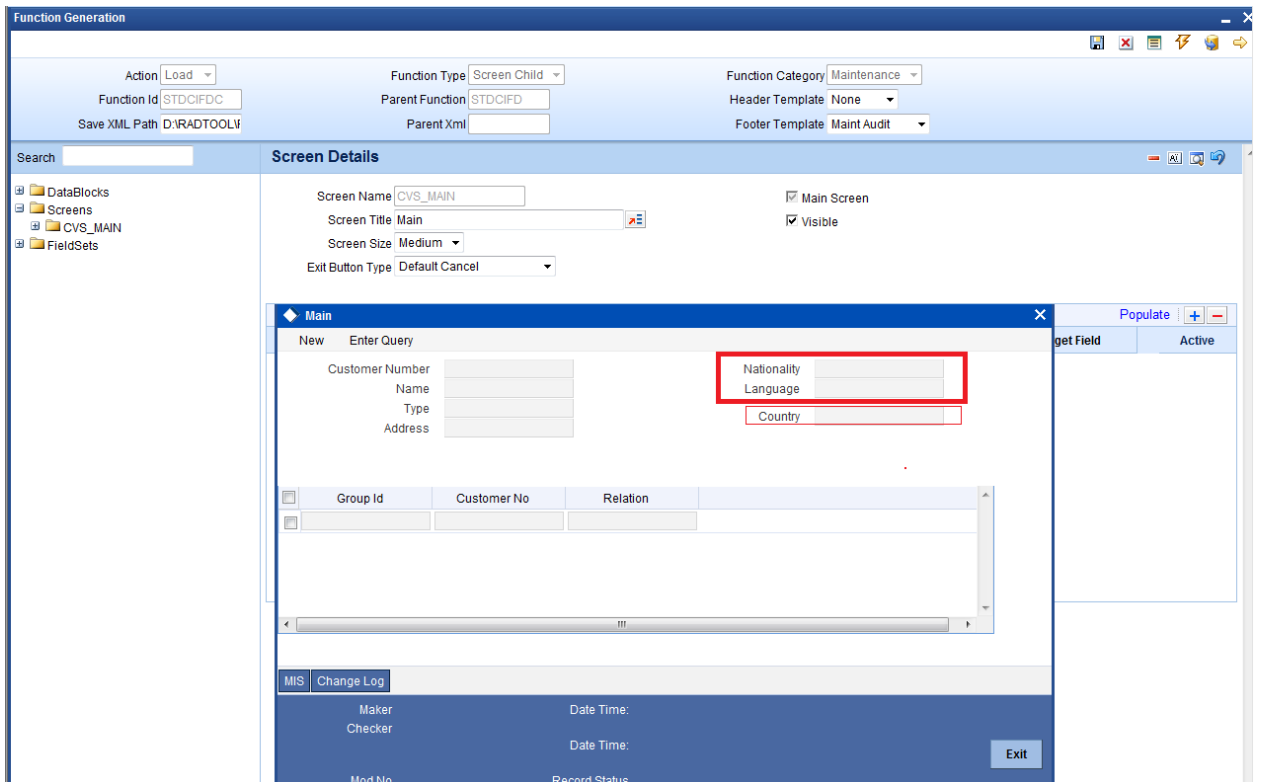 Function Generation
Action Load Function Type Screen Child Function Category Maintenance
Function Id STDCIFDC Parent Function STDCIFD Header Template None
Save XML Path D:\RADTOOL\ Parent Xml Footer Template Maint Audit
Search Screen Details
DataBlocks
Screens
CVS_MAIN
FieldSets
Screen Name CVS_MAIN Main Screen
Screen Title Main Visible
Screen Size Medium
Exit Button Type Default Cancel
Populate
get Field Active
Main
New Enter Query
Customer Number Nationality
Name Language
Type Country
Address
Group Id Customer No Relation
MIS Change Log
Maker Date Time:
Checker
Date Time:
Exit
Mod No Record Status